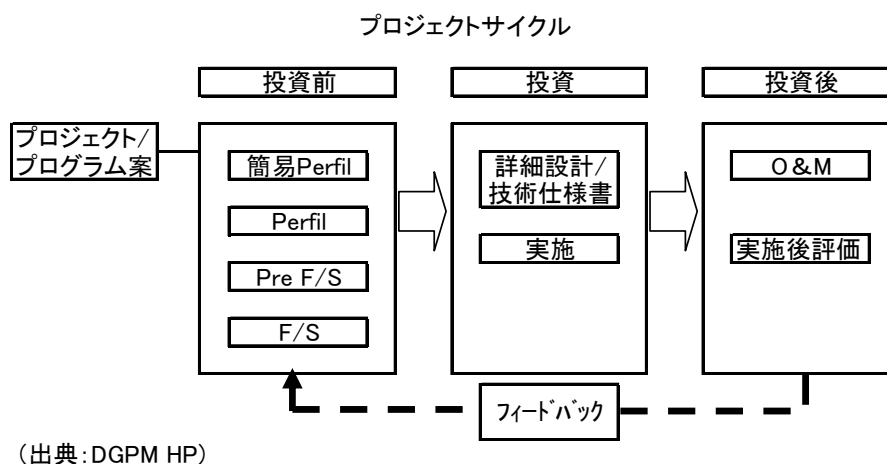 プロジェクトサイクル
投資前
投資
投資後
プロジェクト/
プログラム案
簡易Perfil
Perfil
Pre F/S
F/S
詳細設計/
技術仕様書
実施
O&M
実施後評価
フィードバック
(出典:DGPM HP)